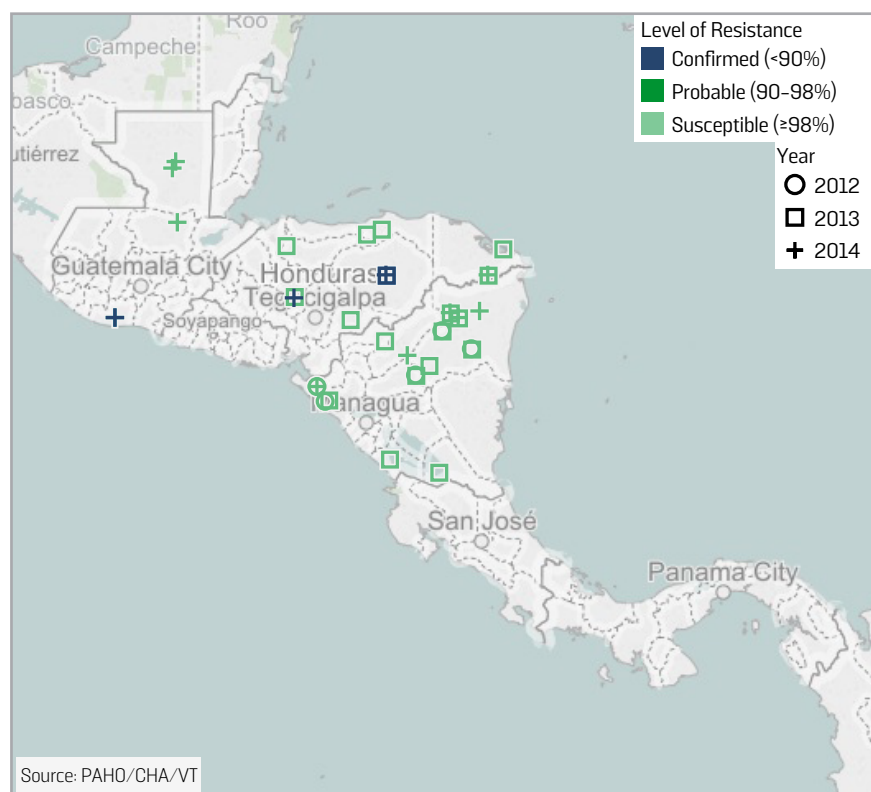 Roo
Campeche
Level of Resistance
Confirmed (<90%)
Probable (90–98%)
Susceptible (≥98%)
Year
2012
2013
2014
basco
utiérrez
Guatemala City
Honduras
Soyapango
Managua
San José
Panama City
Source: PAHO/CHA/VT